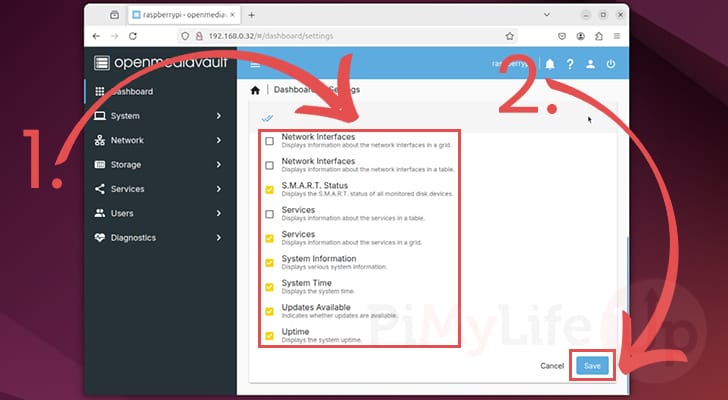 raspberrypi - openmediavault
192.168.0.32/#/dashboard/settings
openmediavault
raspberrypi
Dashboard
Dashboard
Settings
System
Network
Storage
Services
Users
Diagnostics
1.
2.
Network Interfaces
Displays information about the network interfaces in a grid.
Network Interfaces
Displays information about the network interfaces in a table.
S.M.A.R.T. Status
Displays the S.M.A.R.T. status of all monitored disk devices.
Services
Displays information about the services in a table.
Services
Displays information about the services in a grid.
System Information
Displays various system information.
System Time
Displays the system time.
Updates Available
Indicates whether updates are available.
Uptime
Displays the system uptime.
PiMyLifeUp
Cancel
Save